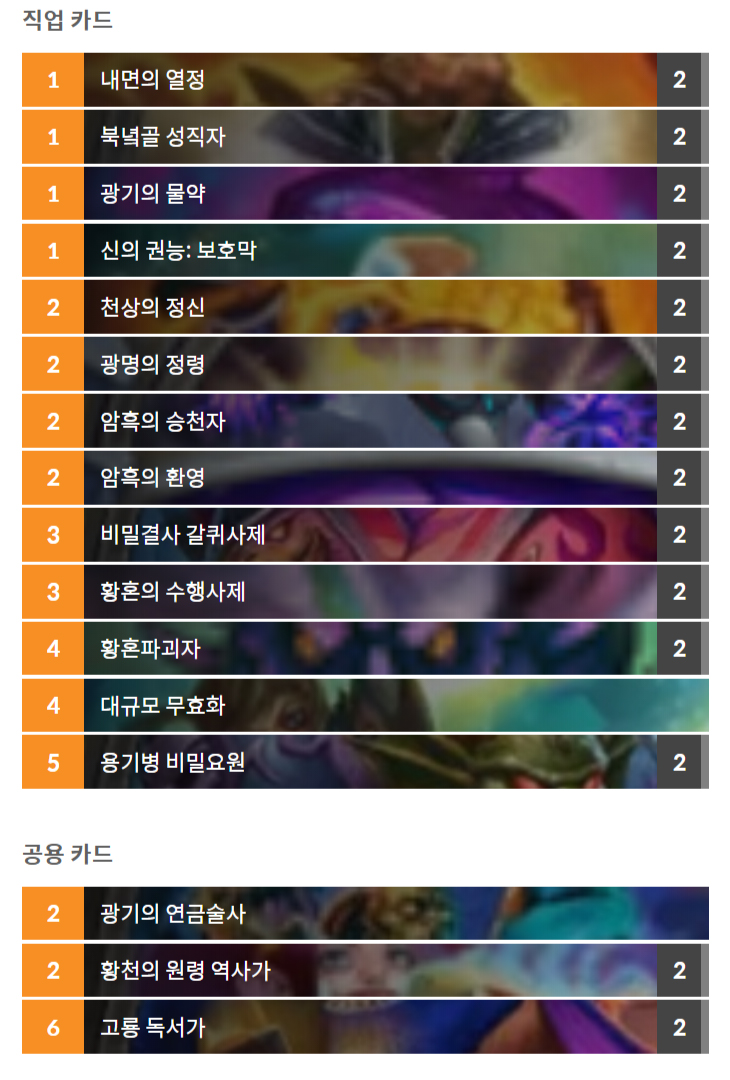 직업 카드
1 내면의 열정 2
1 북녘골 성직자 2
1 광기의 물약 2
1 신의 권능: 보호막 2
2 천상의 정신 2
2 광명의 정령 2
2 암흑의 승천자 2
2 암흑의 환영 2
3 비밀결사 갈퀴사제 2
3 황혼의 수행사제 2
4 황혼파괴자 2
4 대규모 무효화
5 용기병 비밀요원 2
공용 카드
2 광기의 연금술사
2 황천의 원령 역사가 2
6 고룡 독서가 2